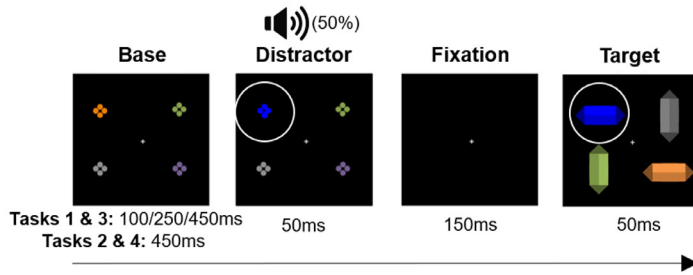 (50%)
Base Distractor Fixation Target
Tasks 1 & 3: 100/250/450ms 50ms 150ms 50ms
Tasks 2 & 4: 450ms